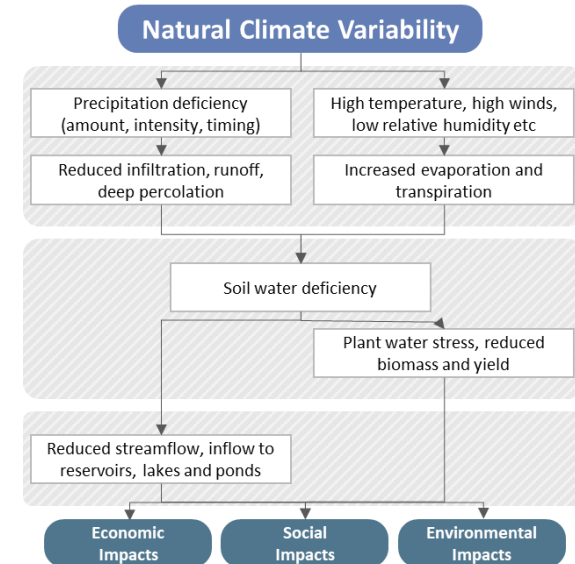 Natural Climate Variability
Precipitation deficiency
(amount, intensity, timing)
High temperature, high winds,
low relative humidity etc
Reduced infiltration, runoff,
deep percolation
Increased evaporation and
transpiration
Soil water deficiency
Plant water stress, reduced
biomass and yield
Reduced streamflow, inflow to
reservoirs, lakes and ponds
Economic
Impacts
Social
Impacts
Environmental
Impacts